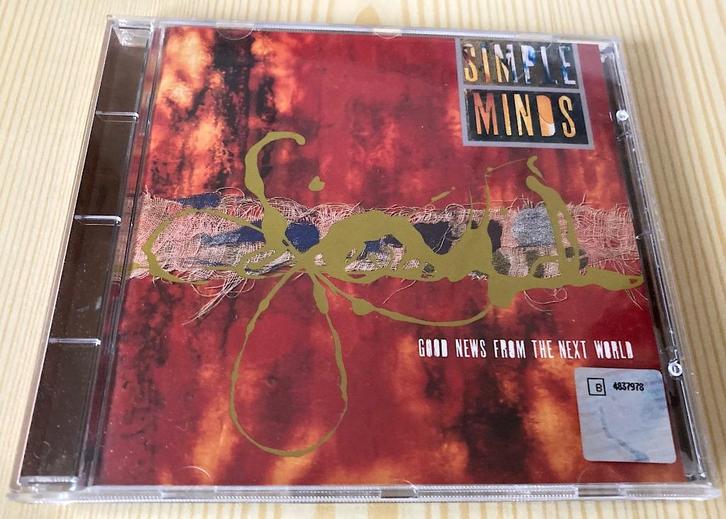 SIMPLE
MINDS
GOOD NEWS FROM THE NEXT WORLD
B 4837978